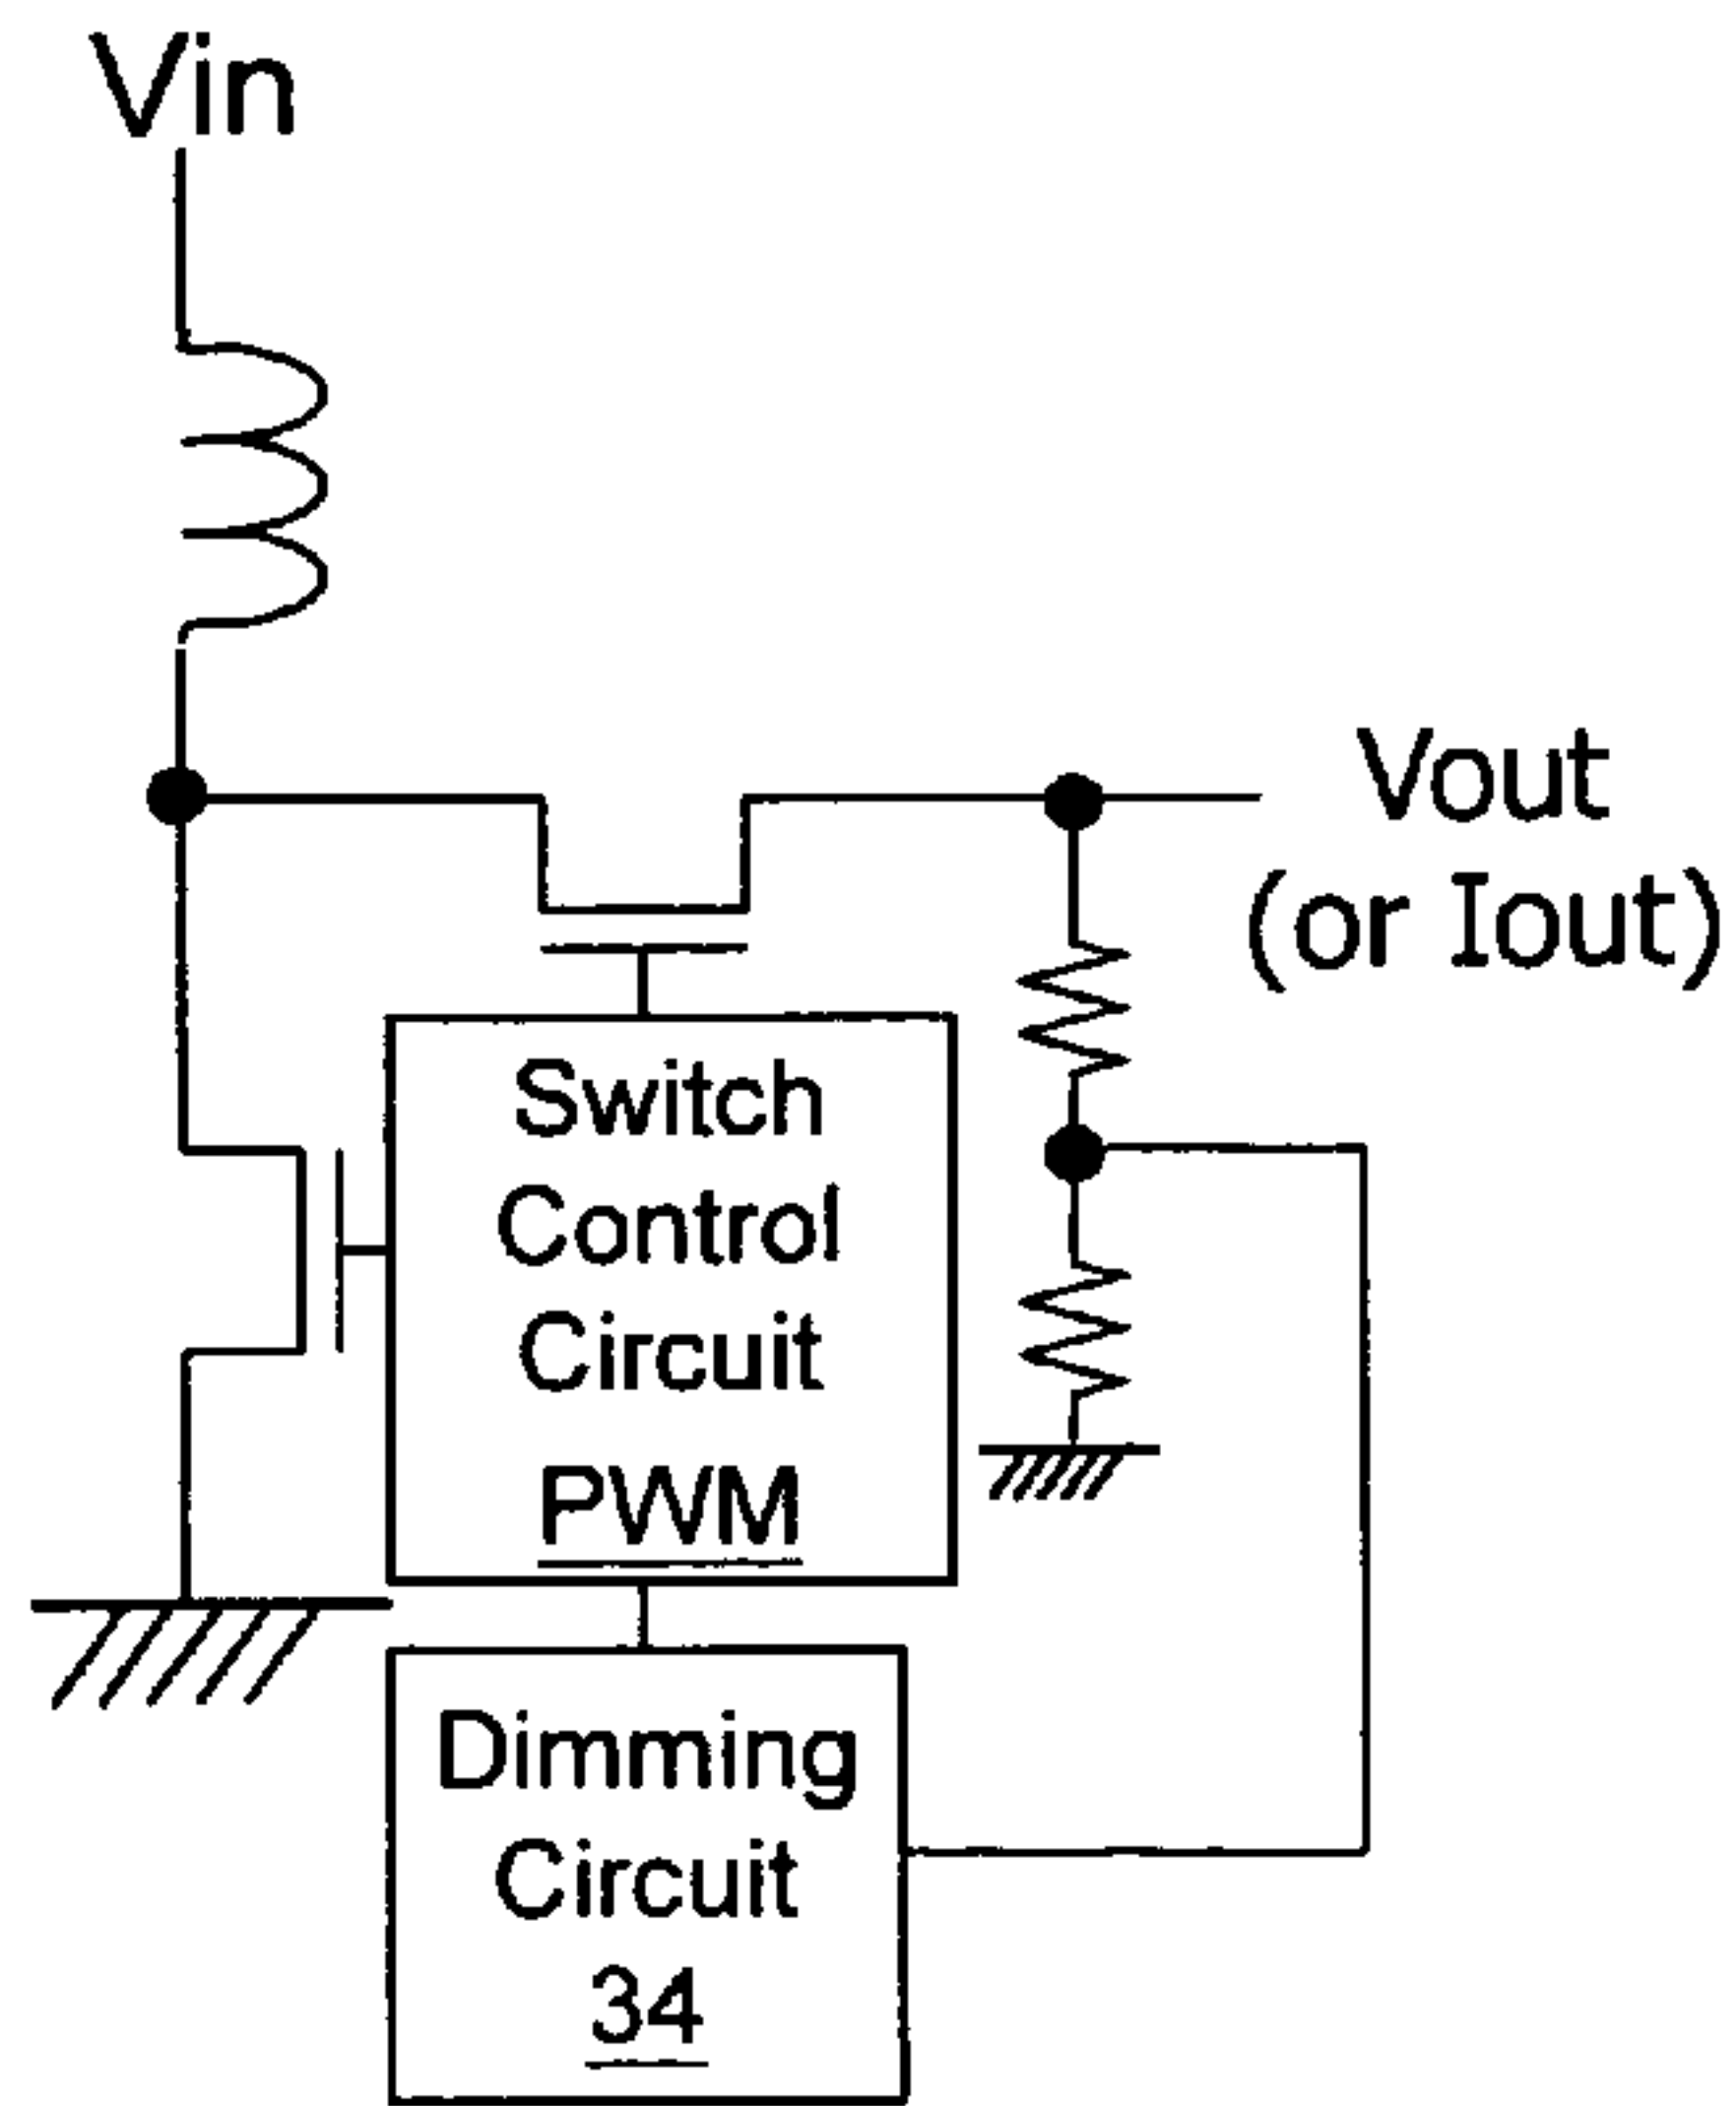 Vin
Vout
(or Iout)
Switch
Control
Circuit
PWM
Dimming
Circuit
34